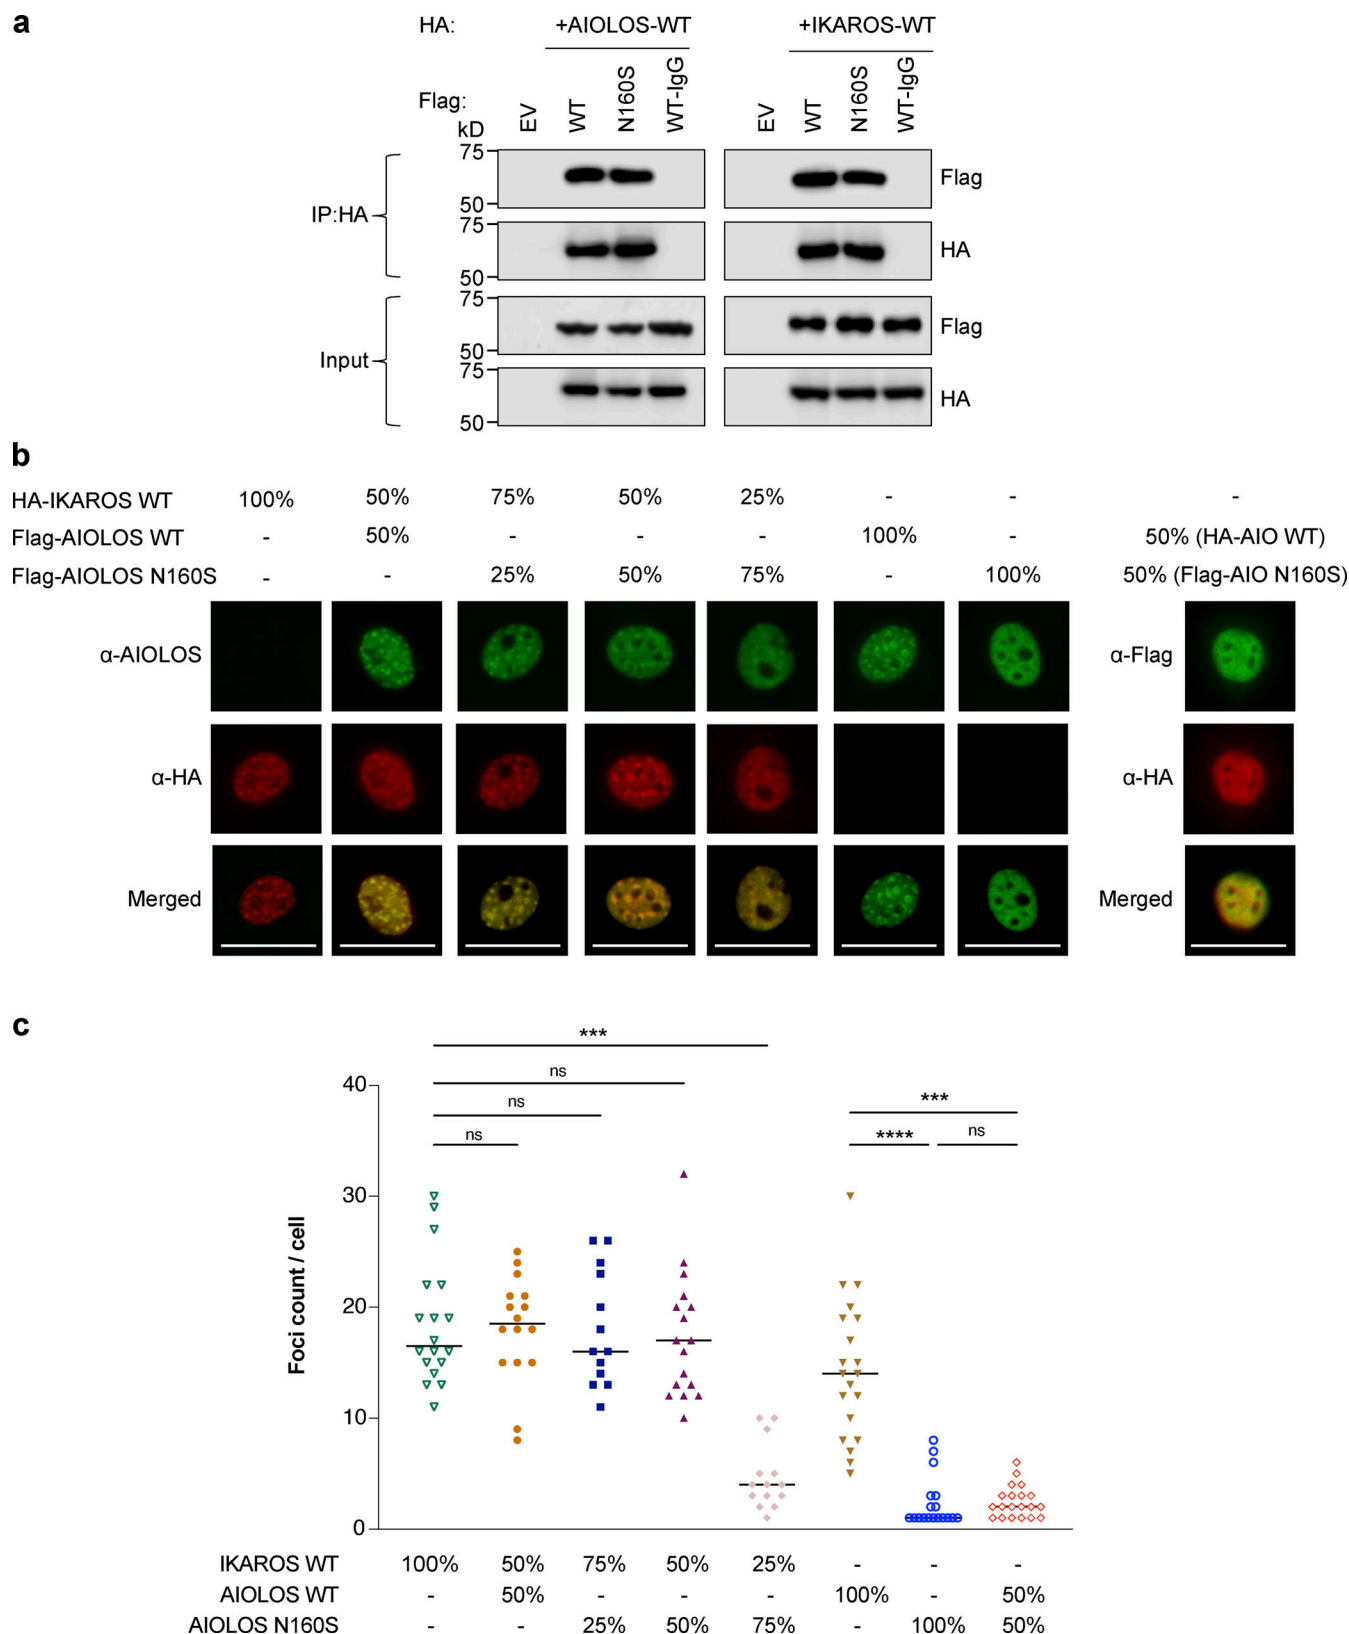 a
HA: +AIOLOS-WT +IKAROS-WT
Flag: EV WT N160S WT-IgG EV WT N160S WT-IgG
kD
75
Flag
50
IP:HA
75
HA
50
75
Flag
50
Input
75
HA
50
b
HA-IKAROS WT 100% 50% 75% 50% 25% - - -
Flag-AIOLOS WT - 50% - - - 100% - 50% (HA-AIO WT)
Flag-AIOLOS N160S - - 25% 50% 75% - 100% 50% (Flag-AIO N160S)
α-AIOLOS α-Flag
α-HA α-HA
Merged Merged
c
***
ns
ns
ns
***
**** ns
40
30
20
10
0
Foci count / cell
IKAROS WT 100% 50% 75% 50% 25% - - -
AIOLOS WT - 50% - - - 100% - 50%
AIOLOS N160S - - 25% 50% 75% - 100% 50%